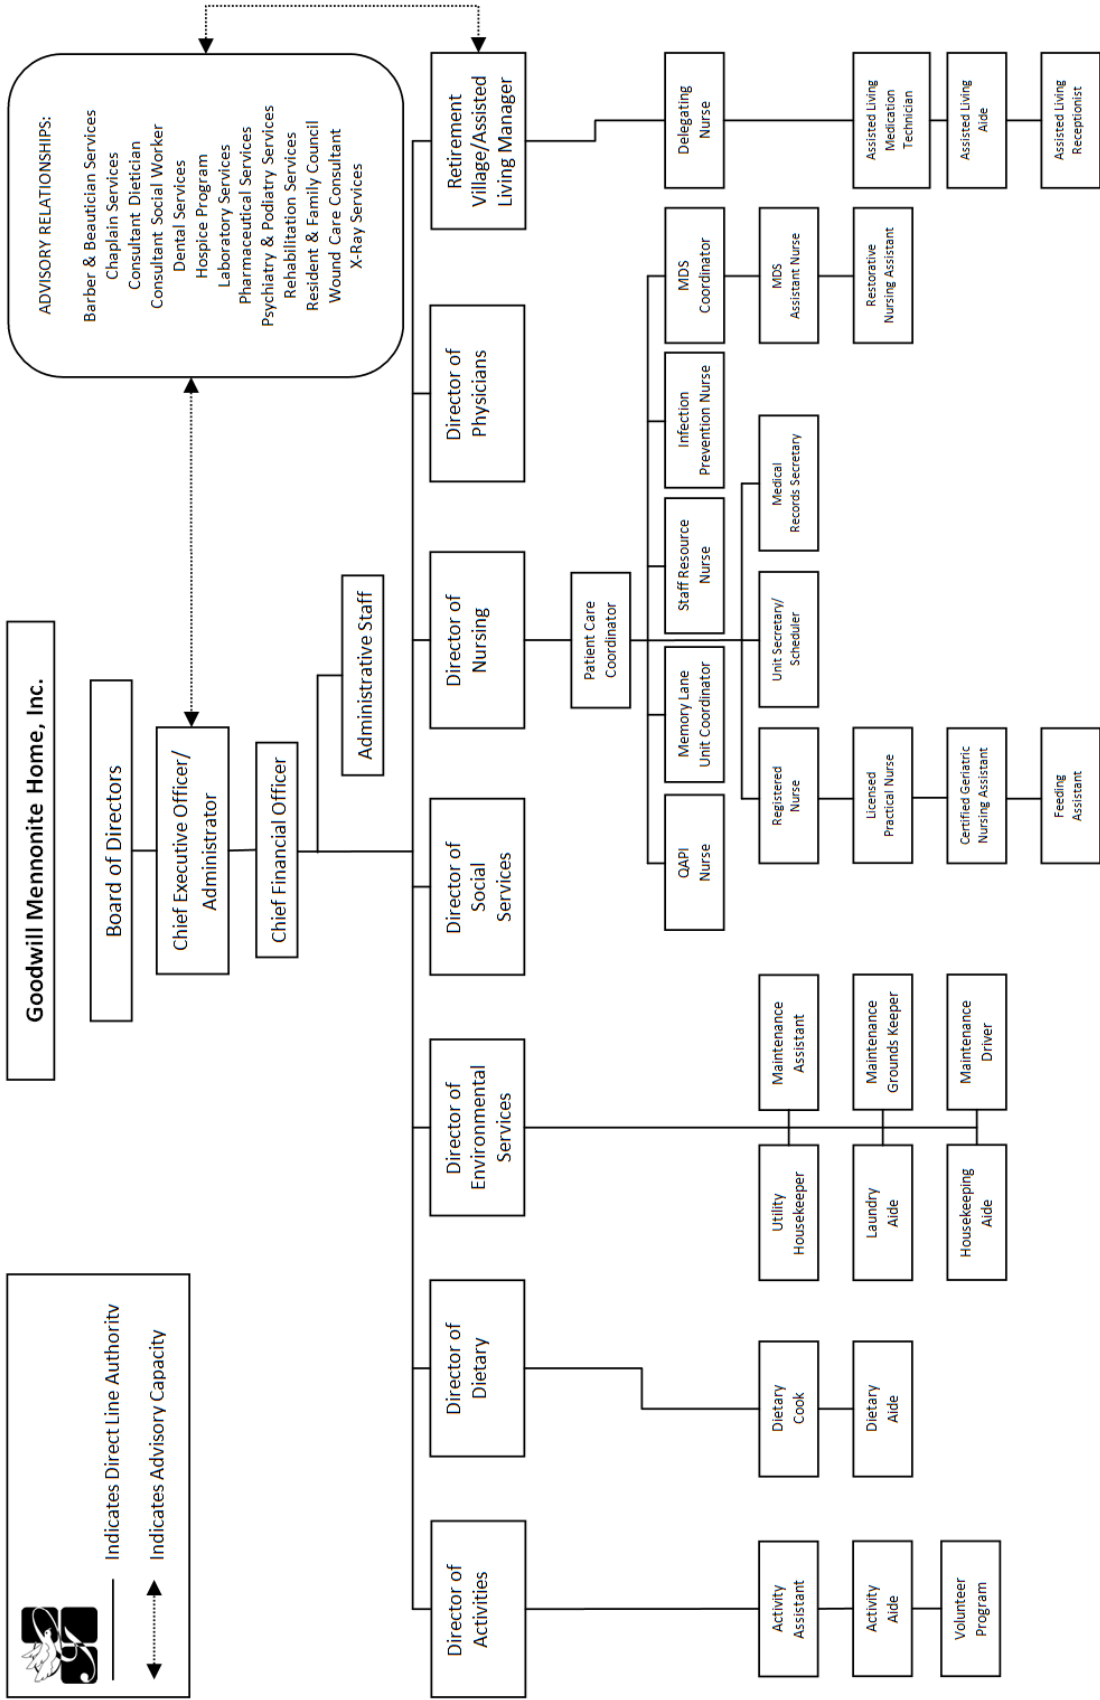 Goodwill Mennonite Home, Inc.
Indicates Direct Line Authority
Indicates Advisory Capacity
Board of Directors
Chief Executive Officer/
Administrator
Chief Financial Officer
Administrative Staff
ADVISORY RELATIONSHIPS:
Barber & Beautician Services
Chaplain Services
Consultant Dietician
Consultant Social Worker
Dental Services
Hospice Program
Laboratory Services
Pharmaceutical Services
Psychiatry & Podiatry Services
Rehabilitation Services
Resident & Family Council
Wound Care Consultant
X-Ray Services
Director of
Activities
Director of
Dietary
Director of
Environmental
Services
Director of
Social
Services
Director of
Nursing
Director of
Physicians
Retirement
Village/Assisted
Living Manager
Patient Care
Coordinator
QAPI
Nurse
Memory Lane
Unit Coordinator
Staff Resource
Nurse
Infection
Prevention Nurse
MDS
Coordinator
Delegating
Nurse
Activity
Assistant
Dietary
Cook
Utility
Housekeeper
Maintenance
Assistant
Registered
Nurse
Unit Secretary/
Scheduler
Medical
Records Secretary
MDS
Assistant Nurse
Activity
Aide
Dietary
Aide
Laundry
Aide
Maintenance
Grounds Keeper
Licensed
Practical Nurse
Restorative
Nursing Assistant
Assisted Living
Medication
Technician
Volunteer
Program
Housekeeping
Aide
Maintenance
Driver
Certified Geriatric
Nursing Assistant
Assisted Living
Aide
Feeding
Assistant
Assisted Living
Receptionist